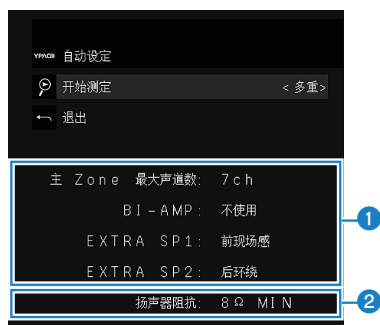 YPAO 自动设定
开始测定 < 多重>
退出
主 Zone 最大声道数: 7ch
BI-AMP: 不使用
EXTRA SP1: 前现场感
EXTRA SP2: 后环绕
1
扬声器阻抗: 8Ω MIN
2